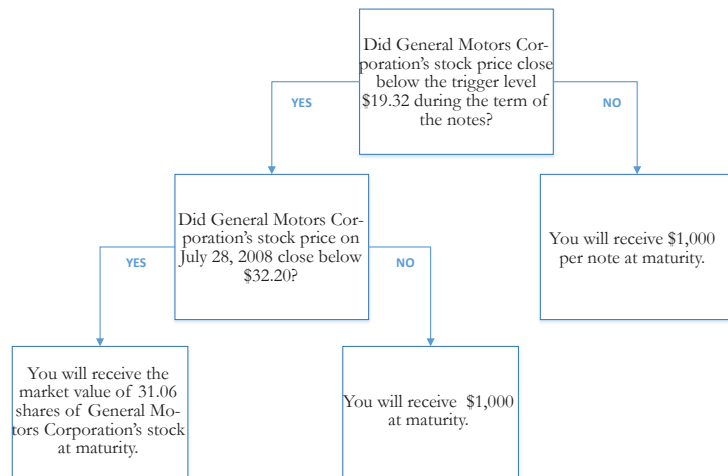 Did General Motors Cor-
poration's stock price close
below the trigger level
$19.32 during the term of
the notes?
YES
NO
Did General Motors Cor-
poration's stock price on
July 28, 2008 close below
$32.20?
You will receive $1,000
per note at maturity.
YES
NO
You will receive the
market value of 31.06
shares of General Mo-
tors Corporation's stock
at maturity.
You will receive $1,000
at maturity.